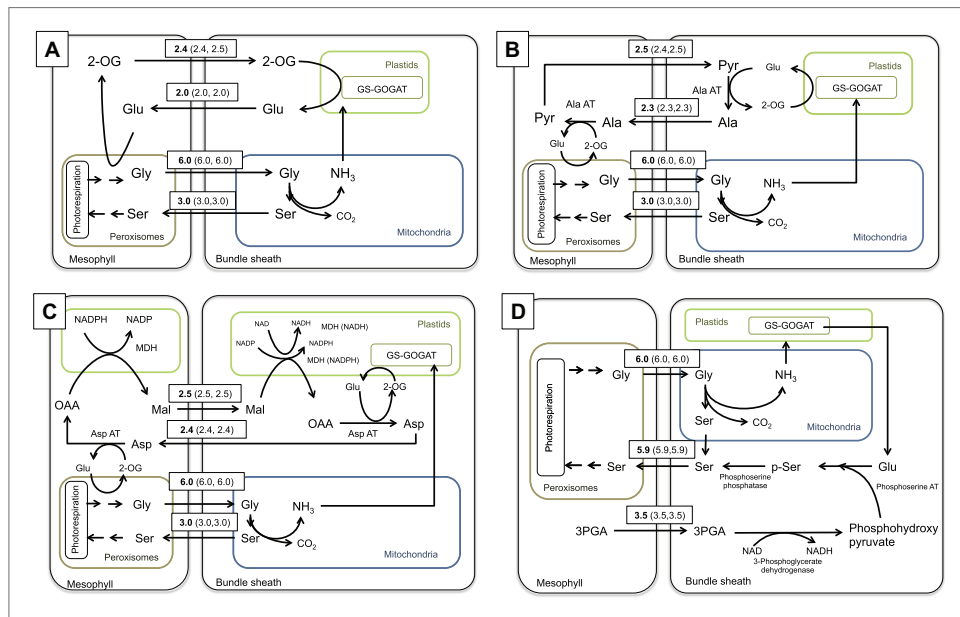 A
2.4 (2.4, 2.5)
2-OG
2-OG
Plastids
GS-GOGAT
2.0 (2.0, 2.0)
Glu
Glu
6.0 (6.0, 6.0)
Photorespiration
Gly
Gly
NH3
3.0 (3.0,3.0)
Ser
Ser
CO2
Peroxisomes
Mitochondria
Mesophyll
Bundle sheath
B
2.5 (2.4,2.5)
Pyr
Glu
Plastids
GS-GOGAT
Ala AT
2-OG
2.3 (2.3,2.3)
Ala AT
Pyr
Ala
Ala
Glu
2-OG
6.0 (6.0, 6.0)
Photorespiration
Gly
Gly
NH3
3.0 (3.0,3.0)
Ser
Ser
CO2
Peroxisomes
Mitochondria
Mesophyll
Bundle sheath
C
NADPH
NADP
MDH
NAD
NADH
MDH (NADH)
Plastids
NADP
NADPH
MDH (NADPH)
GS-GOGAT
Glu
2-OG
2.5 (2.5, 2.5)
OAA
Mal
Mal
OAA
Asp
2.4 (2.4, 2.4)
Asp AT
Asp AT
Asp
Glu
2-OG
6.0 (6.0, 6.0)
Photorespiration
Gly
Gly
NH3
3.0 (3.0,3.0)
Ser
Ser
CO2
Peroxisomes
Mitochondria
Mesophyll
Bundle sheath
D
Plastids
GS-GOGAT
6.0 (6.0, 6.0)
Photorespiration
Gly
Gly
NH3
Ser
CO2
Mitochondria
5.9 (5.9,5.9)
Ser
Ser
p-Ser
Glu
Peroxisomes
Phosphoserine
phosphatase
Phosphoserine AT
3.5 (3.5,3.5)
3PGA
3PGA
Phosphohydroxy
pyruvate
NAD
NADH
3-Phosphoglycerate
dehydrogenase
Mesophyll
Bundle sheath